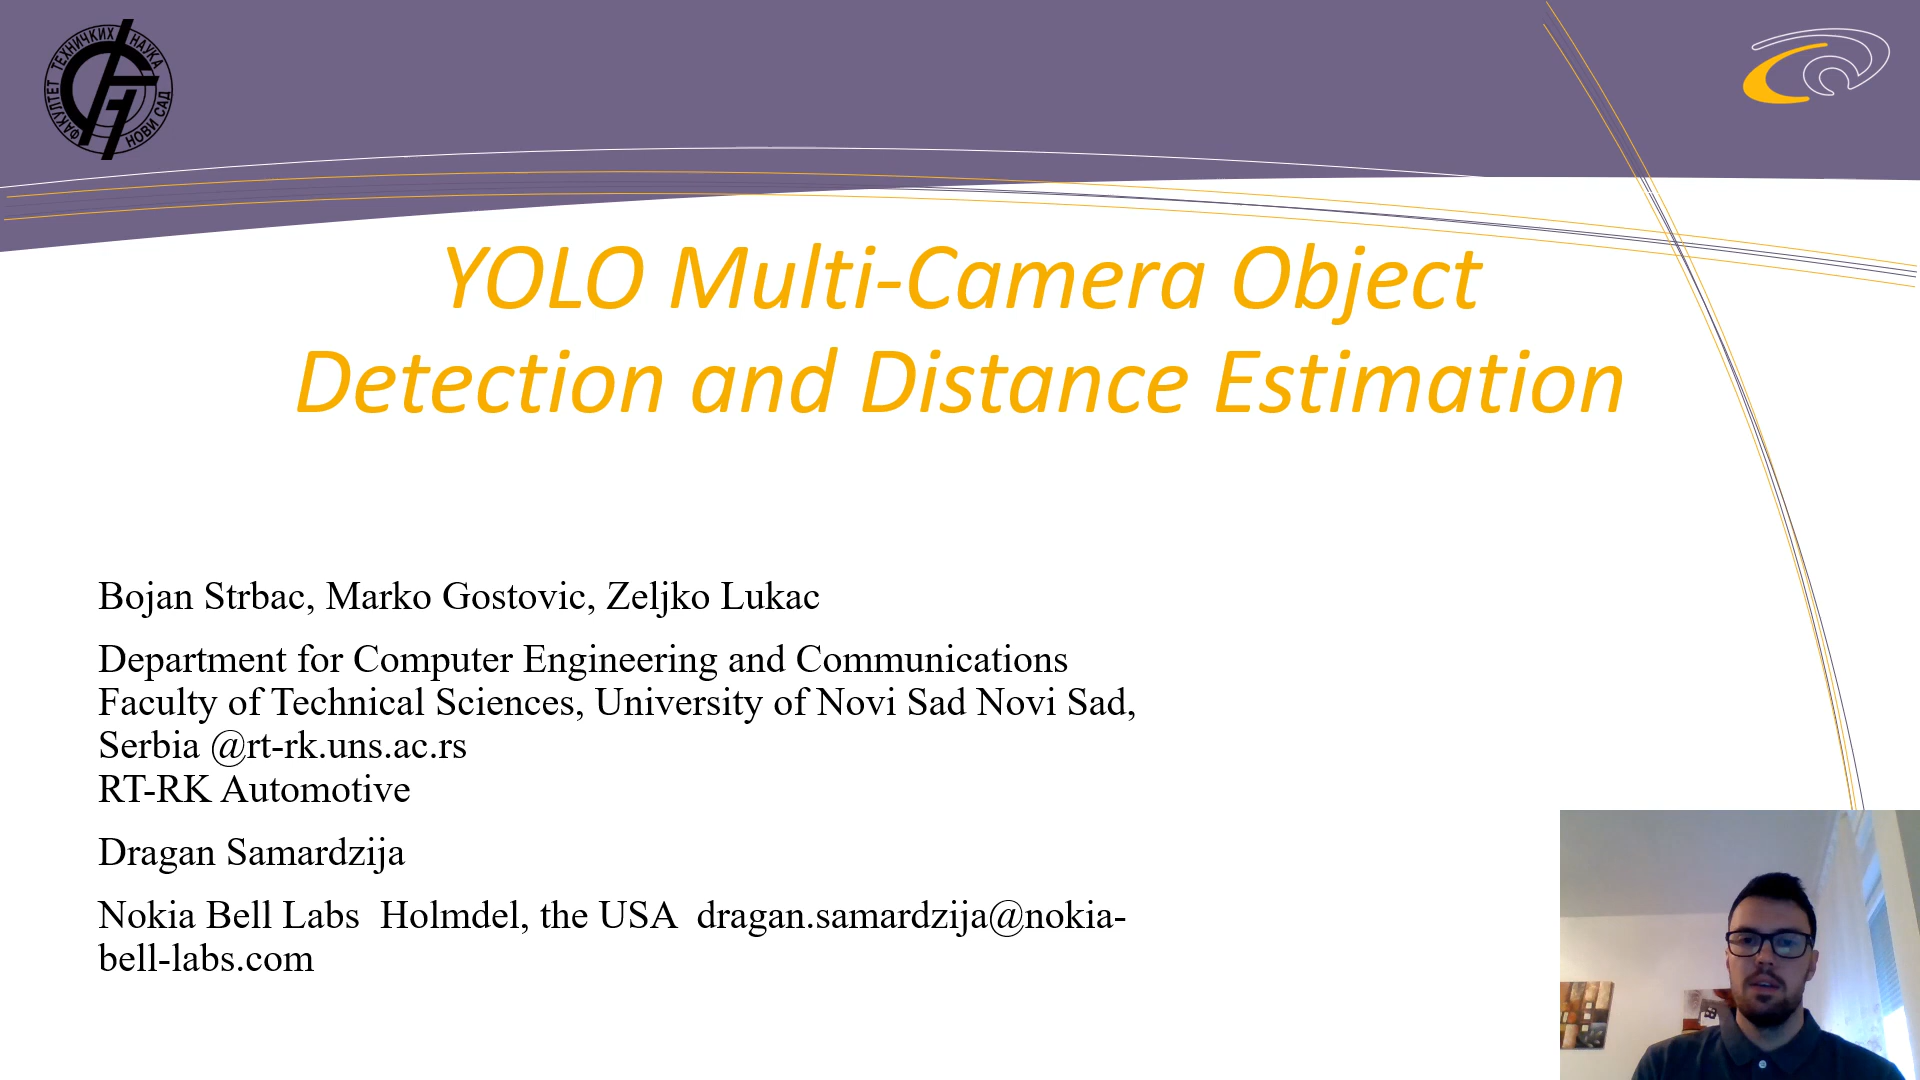 ФАКУЛТЕТ ТЕХНИЧКИХ НАУКА
НОВИ САД
YOLO Multi-Camera Object
Detection and Distance Estimation
Bojan Strbac, Marko Gostovic, Zeljko Lukac
Department for Computer Engineering and Communications
Faculty of Technical Sciences, University of Novi Sad Novi Sad,
Serbia @rt-rk.uns.ac.rs
RT-RK Automotive
Dragan Samardzija
Nokia Bell Labs  Holmdel, the USA  dragan.samardzija@nokia-
bell-labs.com